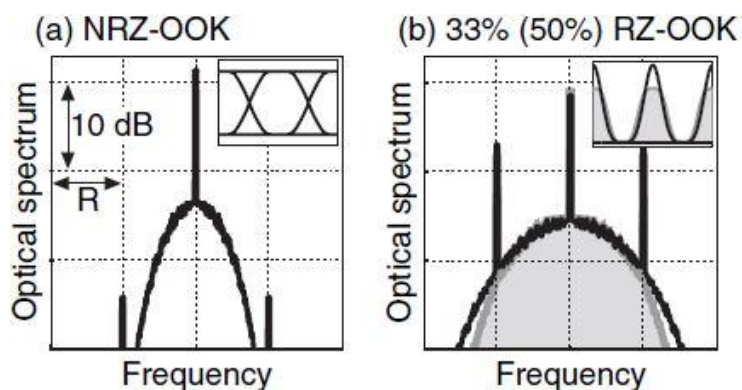 (a) NRZ-OOK
Optical spectrum
10 dB
R
Frequency
(b) 33% (50%) RZ-OOK
Optical spectrum
Frequency